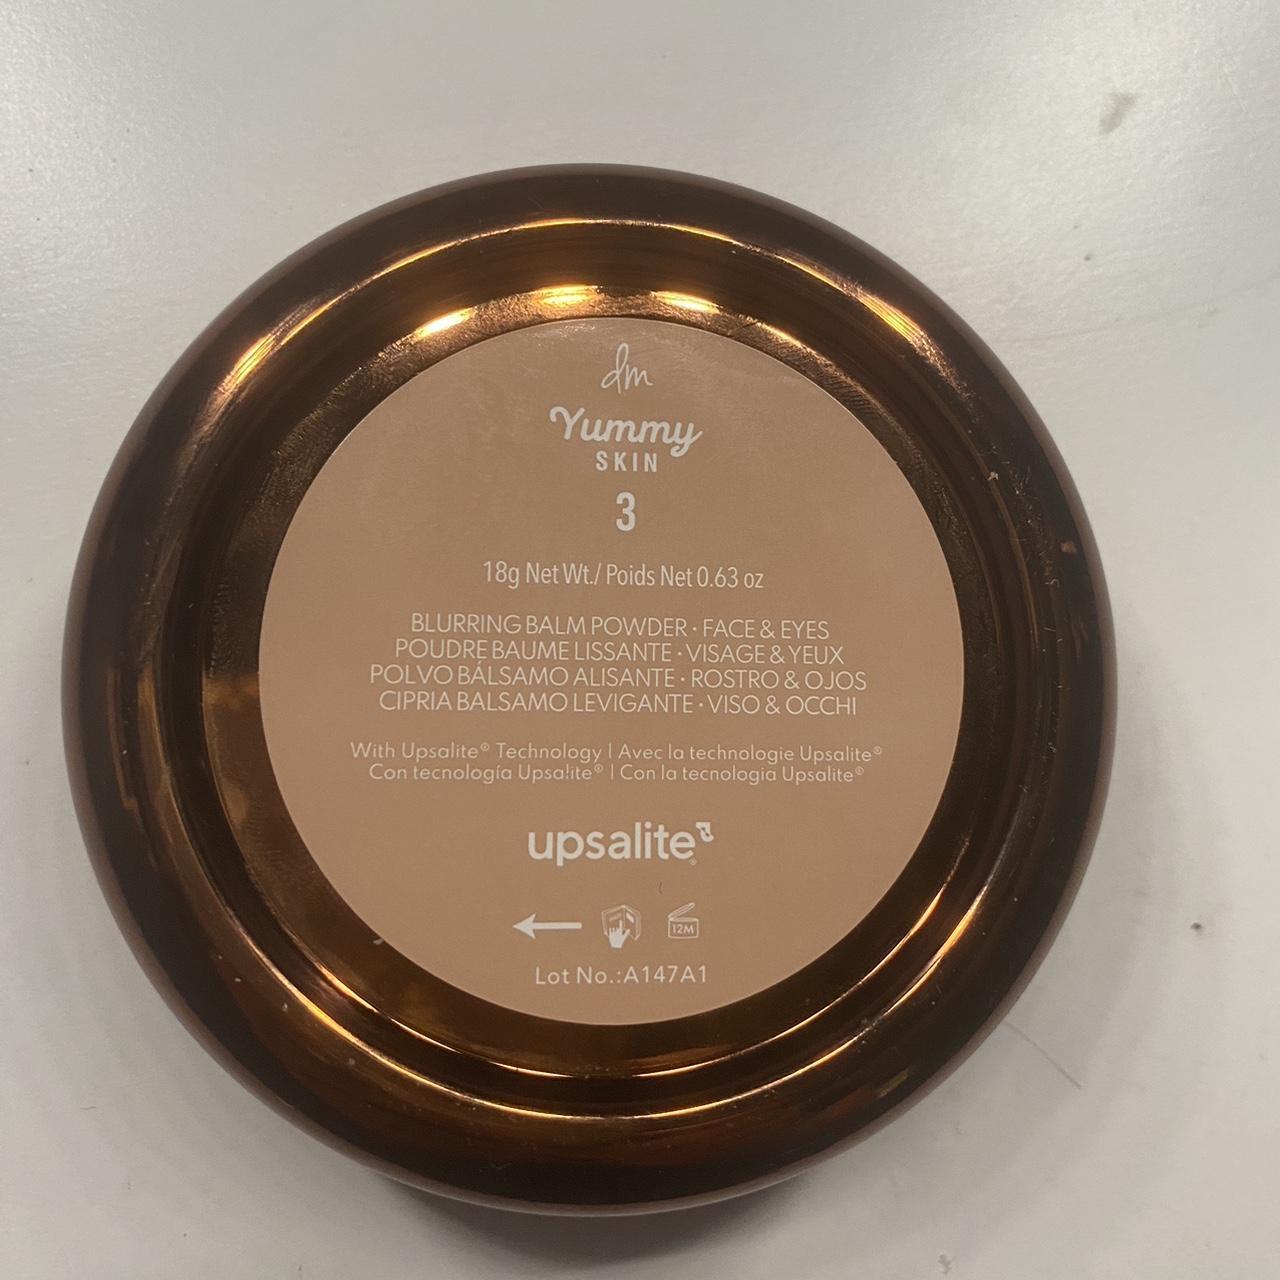 dm
Yummy
SKIN
3
18g Net Wt./ Poids Net 0.63 oz
BLURRING BALM POWDER · FACE & EYES
POUDRE BAUME LISSANTE · VISAGE & YEUX
POLVO BÁLSAMO ALISANTE · ROSTRO & OJOS
CIPRIA BALSAMO LEVIGANTE · VISO & OCCHI
With Upsalite® Technology | Avec la technologie Upsalite®
Con tecnología Upsalite® | Con la tecnologia Upsalite®
upsalite®
12M
Lot No.:A147A1